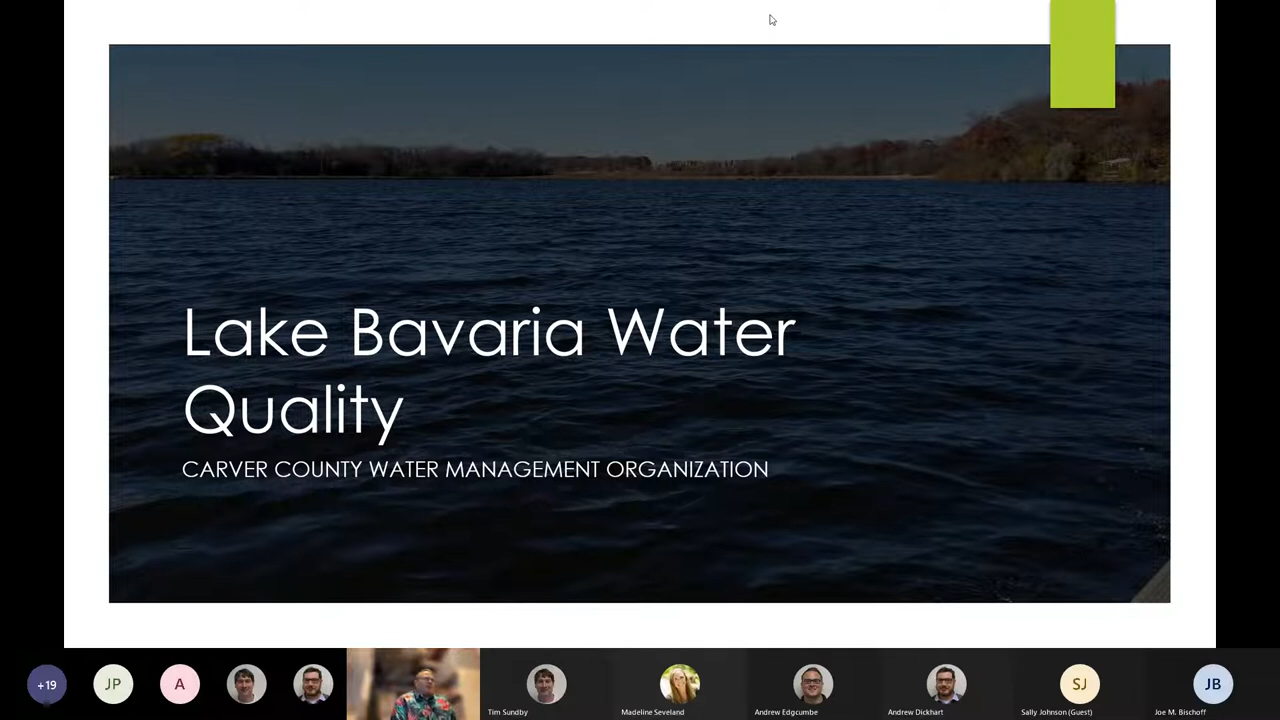 Lake Bavaria Water
Quality
CARVER COUNTY WATER MANAGEMENT ORGANIZATION
+19
JP
A
SJ
JB
Tim Sundby
Madeline Seveland
Andrew Edgcumbe
Andrew Dickhart
Sally Johnson (Guest)
Joe M. Bischoff